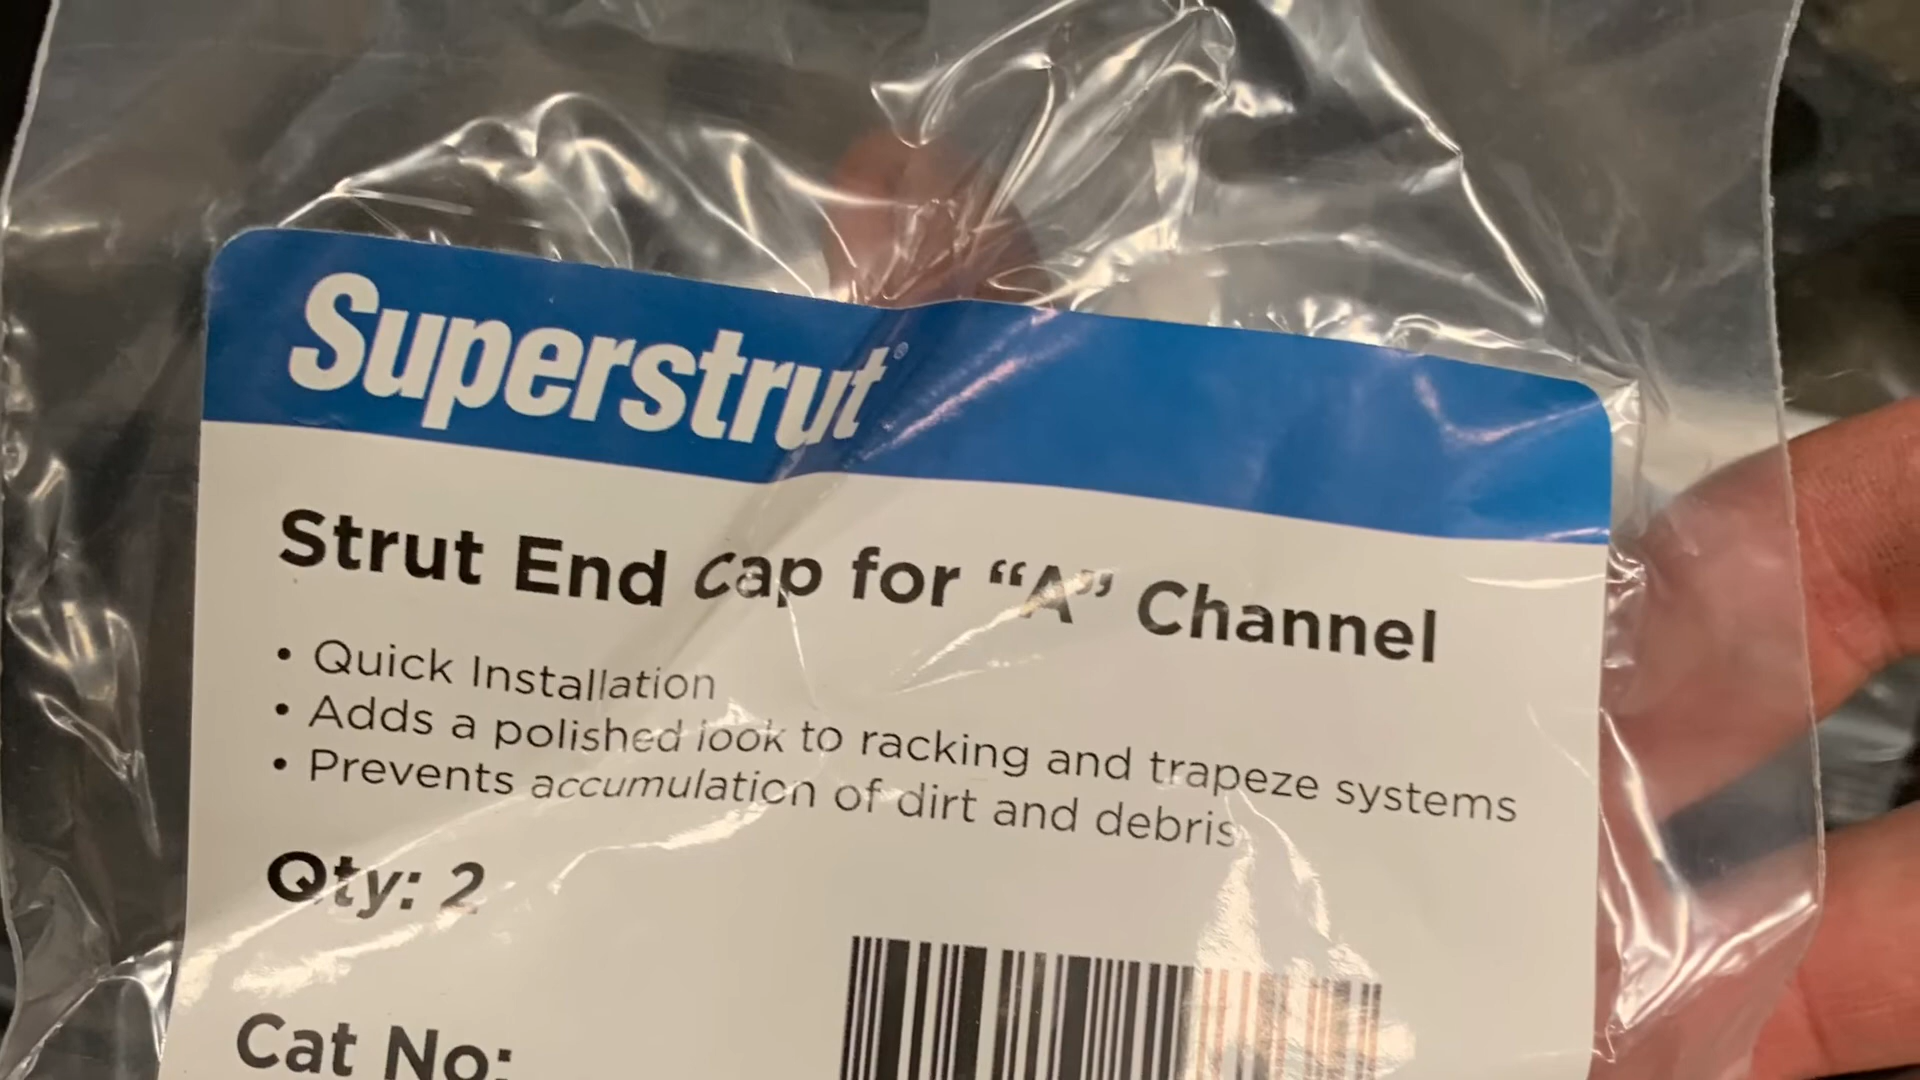 Superstrut®
Strut End Cap for “A” Channel
• Quick Installation
• Adds a polished look to racking and trapeze systems
• Prevents accumulation of dirt and debris
Qty: 2
Cat No: